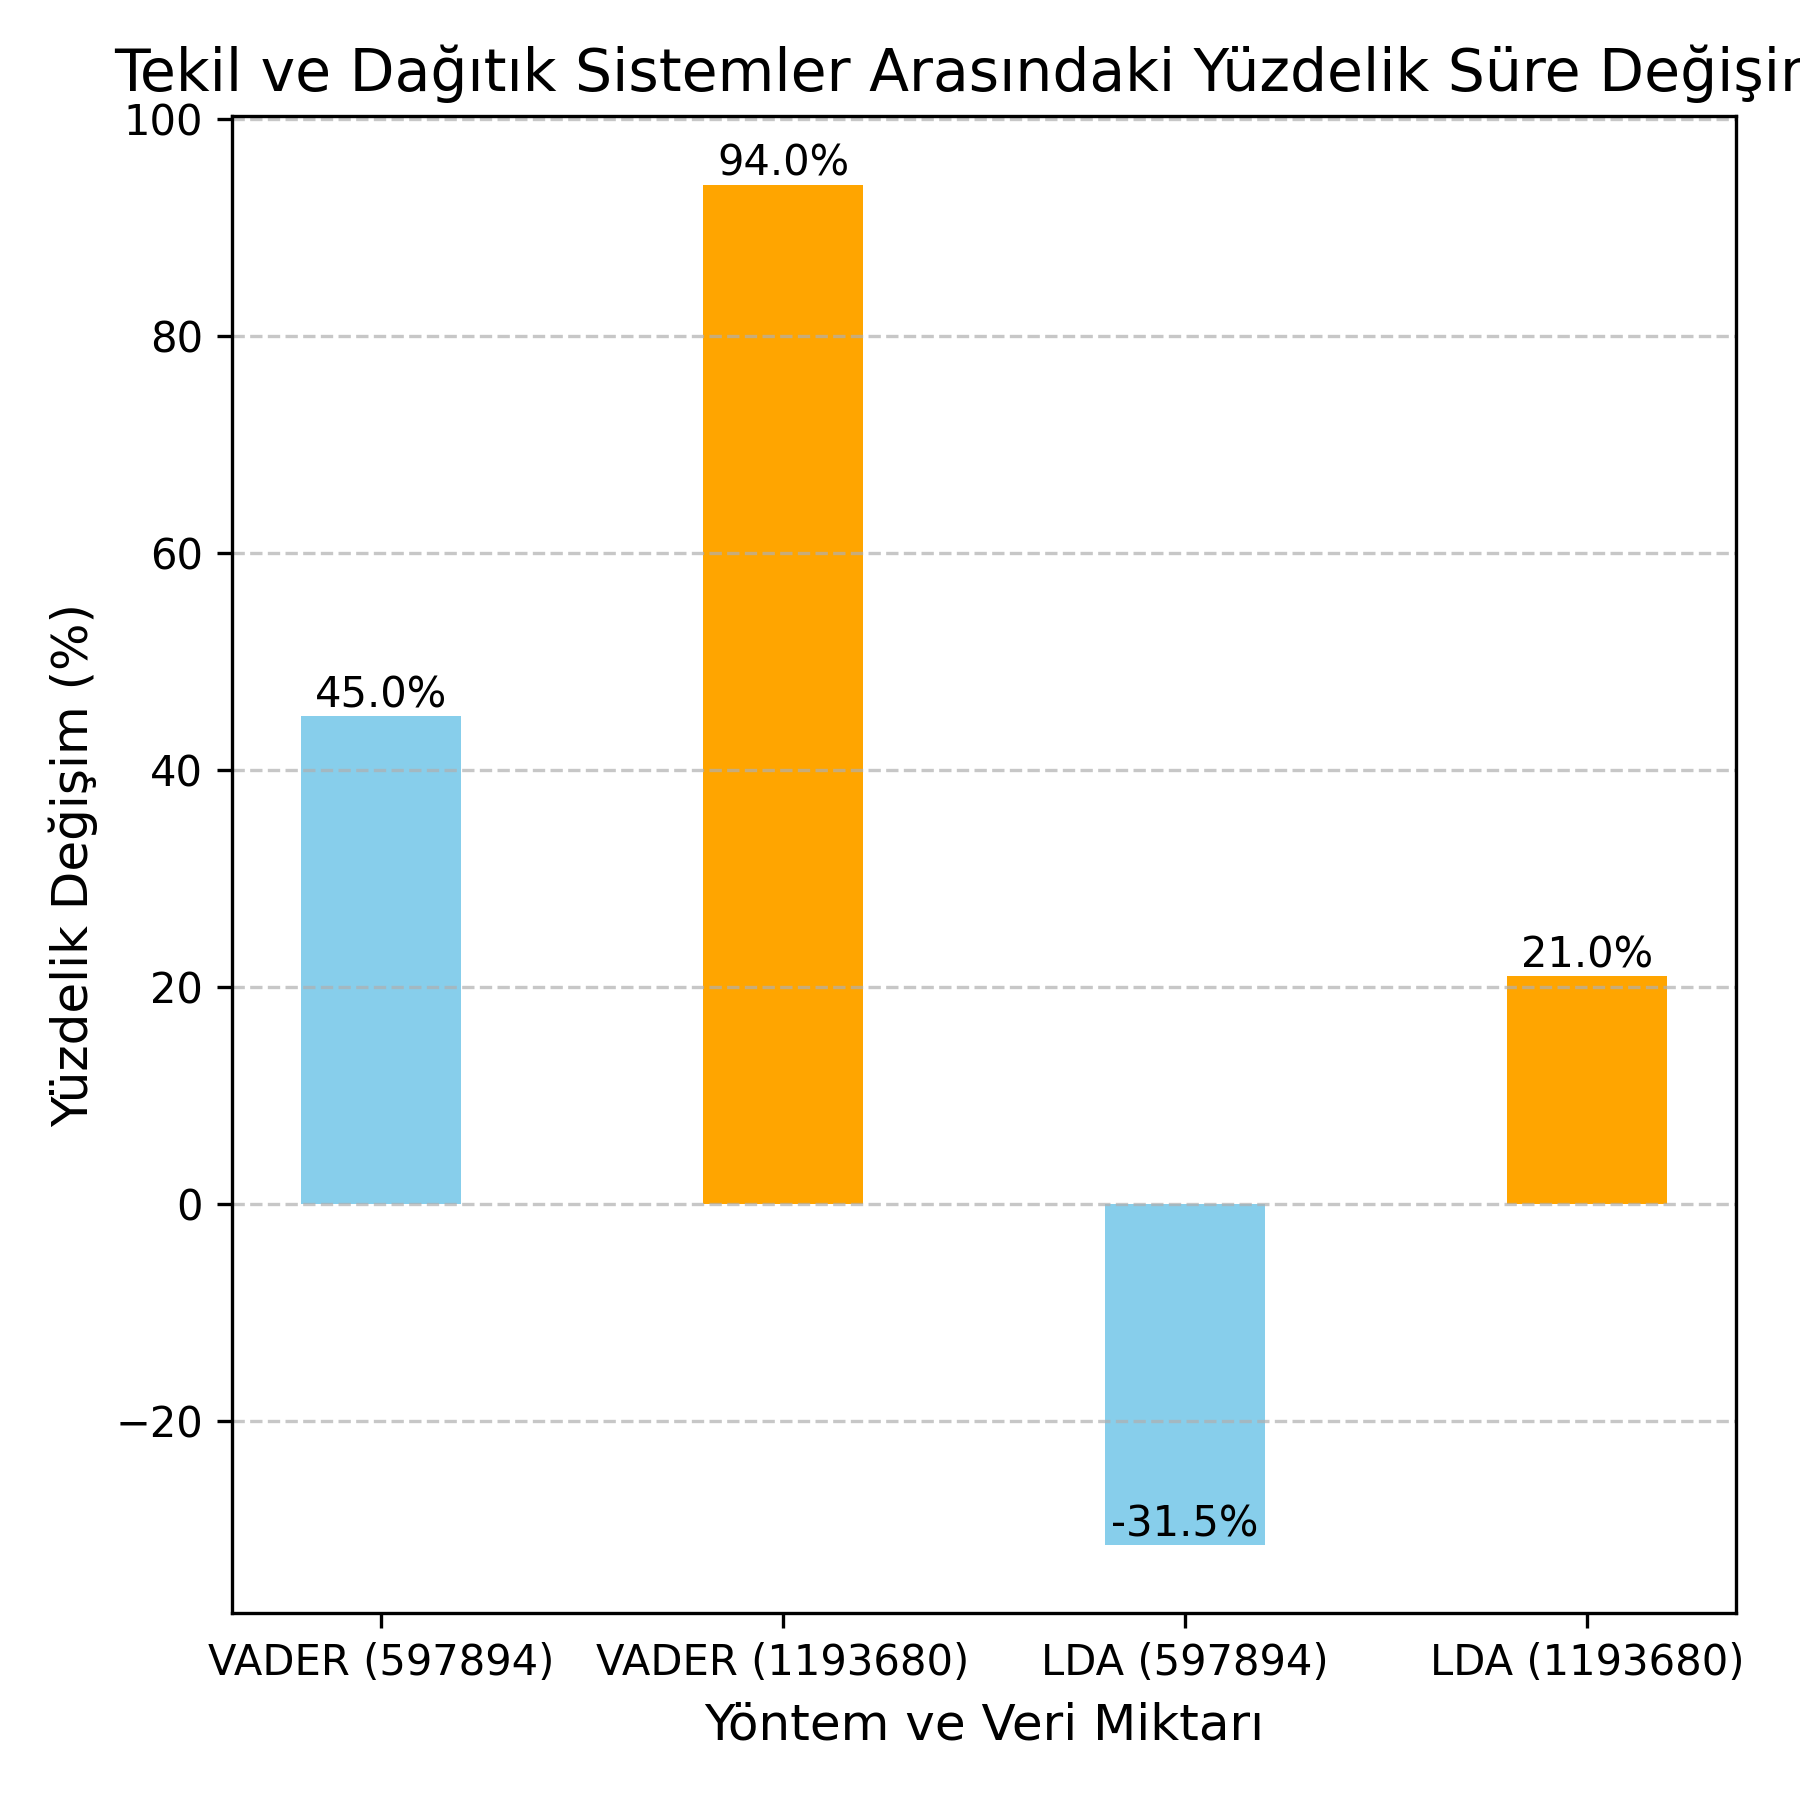 Tekil ve Dağıtık Sistemler Arasındaki Yüzdelik Süre
Yüzdelik Değişim (%)
100
80
60
40
20
0
−20
45.0%
94.0%
-31.5%
21.0%
VADER (597894)
VADER (1193680)
LDA (597894)
LDA (1193680)
Yöntem ve Veri Miktarı